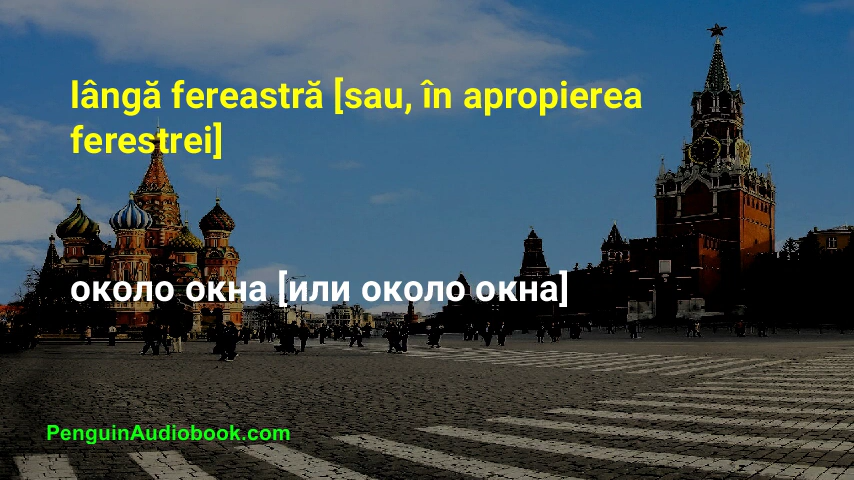 lângă fereastră [sau, în apropierea
ferestrei]
около окна [или около окна]
PenguinAudiobook.com